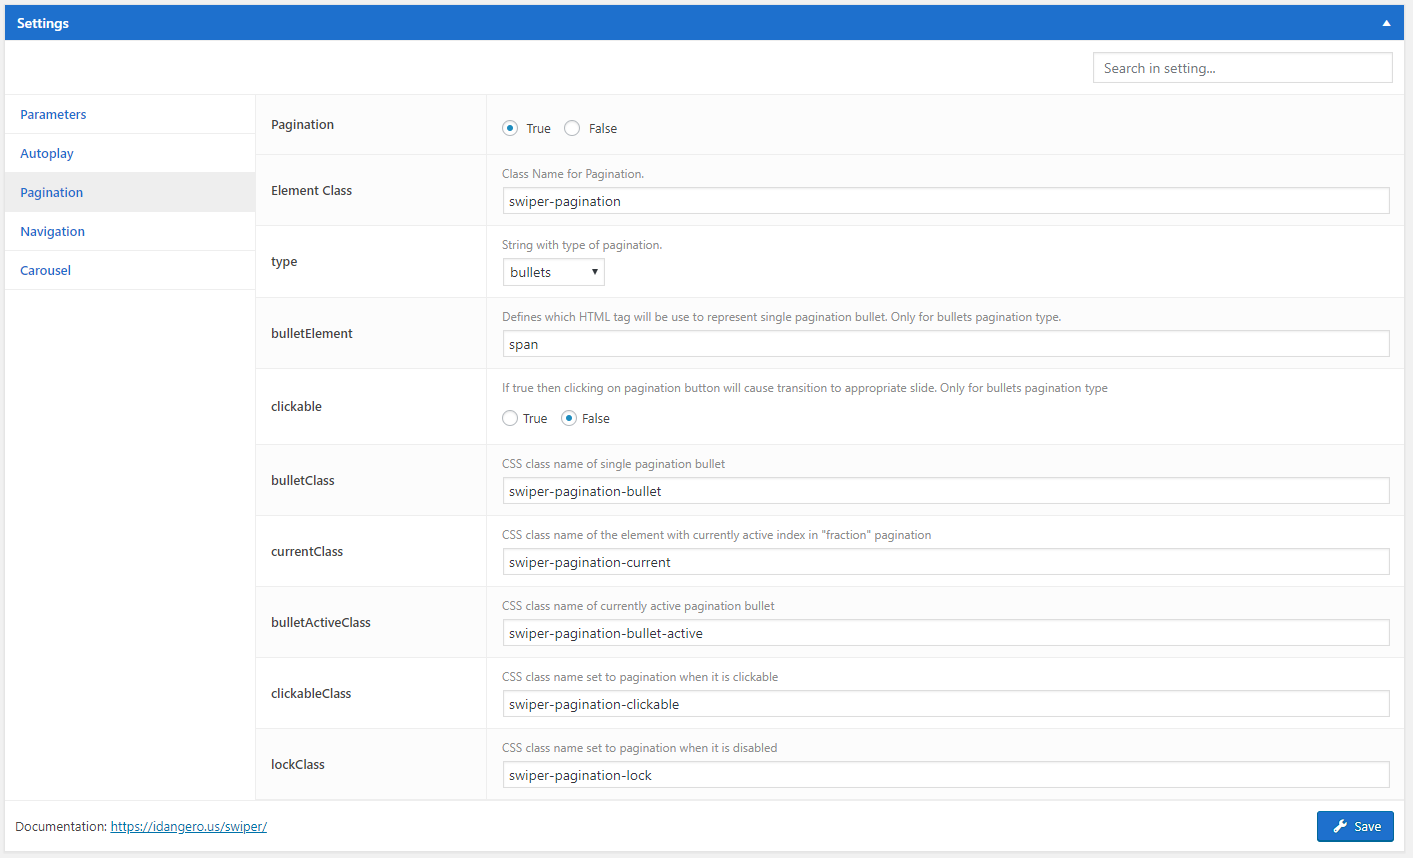 Settings
Search in setting...
Parameters
Autoplay
Pagination
Navigation
Carousel
Pagination
True False
Element Class
Class Name for Pagination.
swiper-pagination
type
String with type of pagination.
bullets
bulletElement
Defines which HTML tag will be use to represent single pagination bullet. Only for bullets pagination type.
span
clickable
If true then clicking on pagination button will cause transition to appropriate slide. Only for bullets pagination type
True False
bulletClass
CSS class name of single pagination bullet
swiper-pagination-bullet
currentClass
CSS class name of the element with currently active index in "fraction" pagination
swiper-pagination-current
bulletActiveClass
CSS class name of currently active pagination bullet
swiper-pagination-bullet-active
clickableClass
CSS class name set to pagination when it is clickable
swiper-pagination-clickable
lockClass
CSS class name set to pagination when it is disabled
swiper-pagination-lock
Documentation: https://idangero.us/swiper/
Save